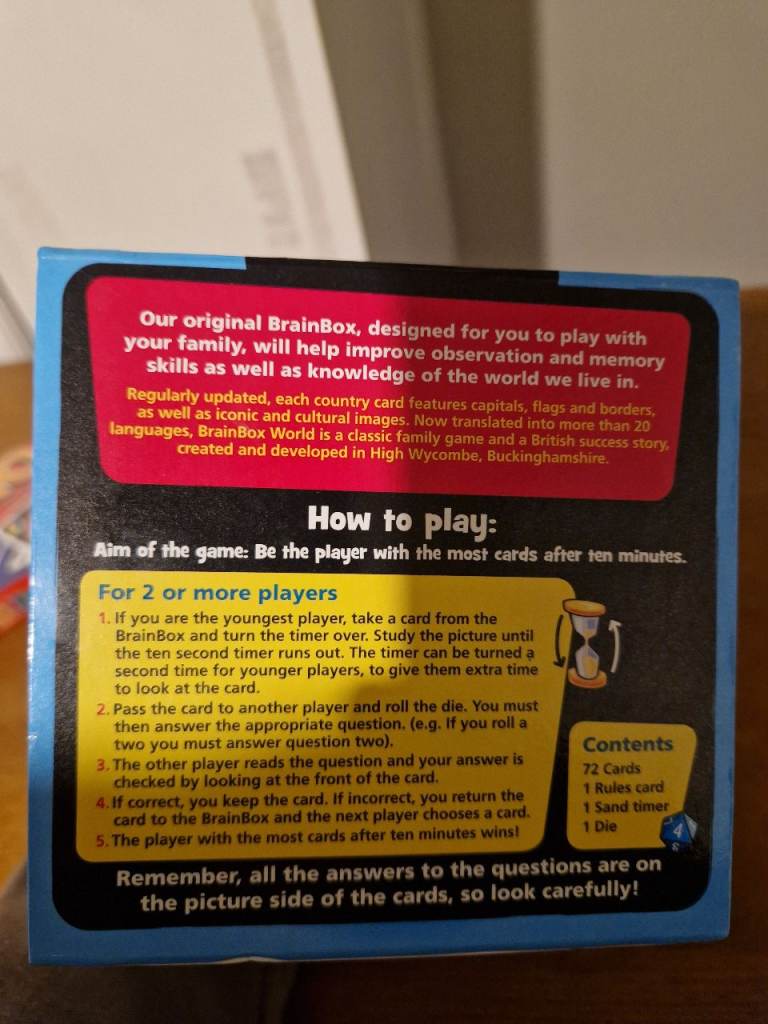 Our original BrainBox, designed for you to play with
your family, will help improve observation and memory
skills as well as knowledge of the world we live in.
Regularly updated, each country card features capitals, flags and borders,
as well as iconic and cultural images. Now translated into more than 20
languages, BrainBox World is a classic family game and a British success story,
created and developed in High Wycombe, Buckinghamshire.
How to play:
Aim of the game: Be the player with the most cards after ten minutes.
For 2 or more players
1. If you are the youngest player, take a card from the
BrainBox and turn the timer over. Study the picture until
the ten second timer runs out. The timer can be turned a
second time for younger players, to give them extra time
to look at the card.
2. Pass the card to another player and roll the die. You must
then answer the appropriate question. (e.g. If you roll a
two you must answer question two).
3. The other player reads the question and your answer is
checked by looking at the front of the card.
4. If correct, you keep the card. If incorrect, you return the
card to the BrainBox and the next player chooses a card.
5. The player with the most cards after ten minutes wins!
Contents
72 Cards
1 Rules card
1 Sand timer
1 Die
4
Remember, all the answers to the questions are on
the picture side of the cards, so look carefully!